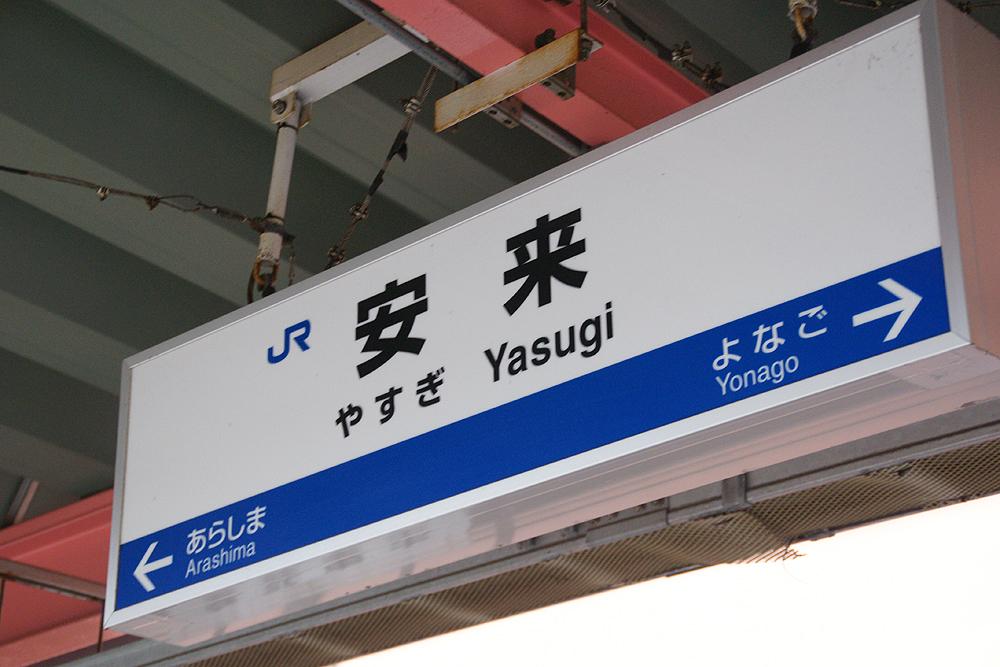 JR 安来
やすぎ Yasugi
よなご
Yonago
あらしま
Arashima